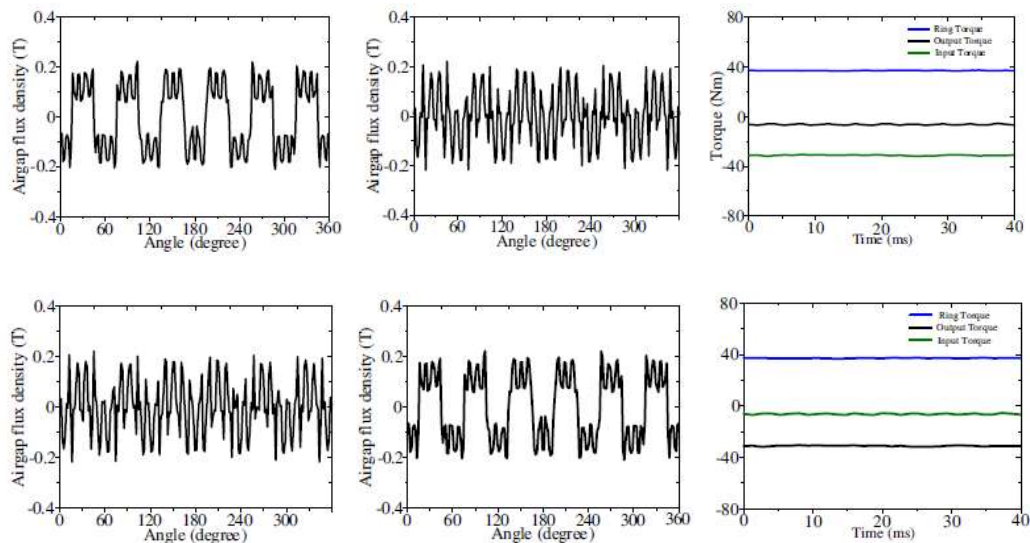 0.4
0.2
0
-0.2
-0.4
Airgap flux density (T)
0 60 120 180 240 300 360
Angle (degree)
0.4
0.2
0
-0.2
-0.4
Airgap flux density (T)
0 60 120 180 240 300
Angle (degree)
80
40
0
-40
-80
Torque (Nm)
Ring Torque
Output Torque
Input Torque
0 10 20 30 40
Time (ms)
0.4
0.2
0
-0.2
-0.4
Airgap flux density (T)
0 60 120 180 240 300
Angle (degree)
0.4
0.2
0
-0.2
-0.4
Airgap flux density (T)
0 60 120 180 240 300 360
Angle (degree)
80
40
0
-40
-80
Torque (Nm)
Ring Torque
Output Torque
Input Torque
0 10 20 30 40
Time (ms)